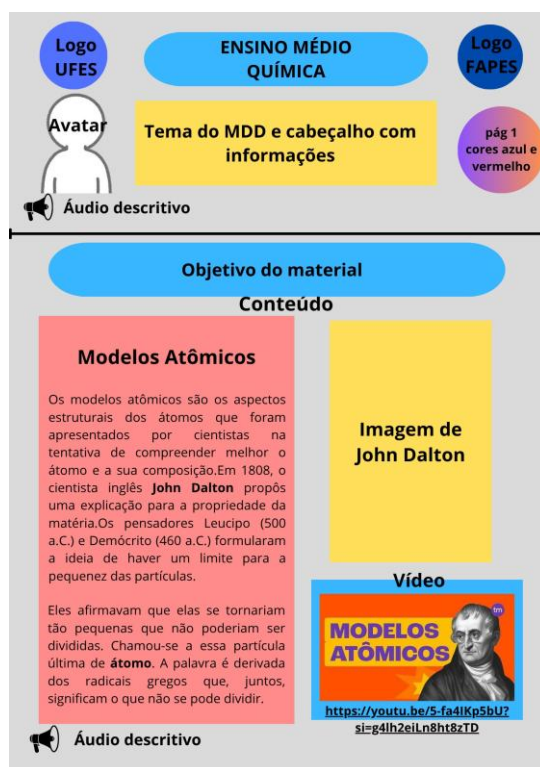 Logo
UFES
ENSINO MÉDIO
QUÍMICA
Logo
FAPES
Avatar
Tema do MDD e cabeçalho com
informações
pág 1
cores azul e
vermelho
Áudio descritivo
Objetivo do material
Conteúdo
Modelos Atômicos
Os modelos atômicos são os aspectos
estruturais dos átomos que foram
apresentados por cientistas na
tentativa de compreender melhor o
átomo e a sua composição.Em 1808, o
cientista inglês John Dalton propôs
uma explicação para a propriedade da
matéria.Os pensadores Leucipo (500
a.C.) e Demócrito (460 a.C.) formularam
a ideia de haver um limite para a
pequenez das partículas.
Eles afirmavam que elas se tornariam
tão pequenas que não poderiam ser
divididas. Chamou-se a essa partícula
última de átomo. A palavra é derivada
dos radicais gregos que, juntos,
significam o que não se pode dividir.
Imagem de
John Dalton
Vídeo
tm
MODELOS
ATÔMICOS
https://youtu.be/5-fa4IKp5bU?
si=g4lh2eiLn8ht8zTD
Áudio descritivo